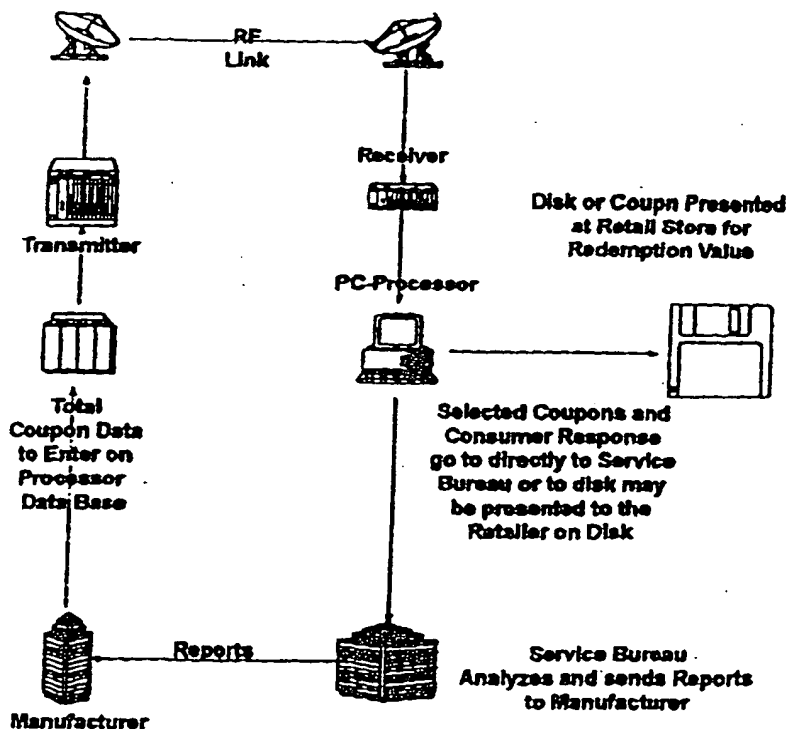 RF
Link
Receiver
Transmitter
Disk or Coupn Presented
at Retail Store for
Redemption Value
PC-Processor
Total
Coupon Data
to Enter on
Processor
Data Base
Selected Coupons and
Consumer Response
go to directly to Service
Bureau or to disk may
be presented to the
Retailer on Disk
Reports
Manufacturer
Service Bureau
Analyzes and sends Reports
to Manufacturer